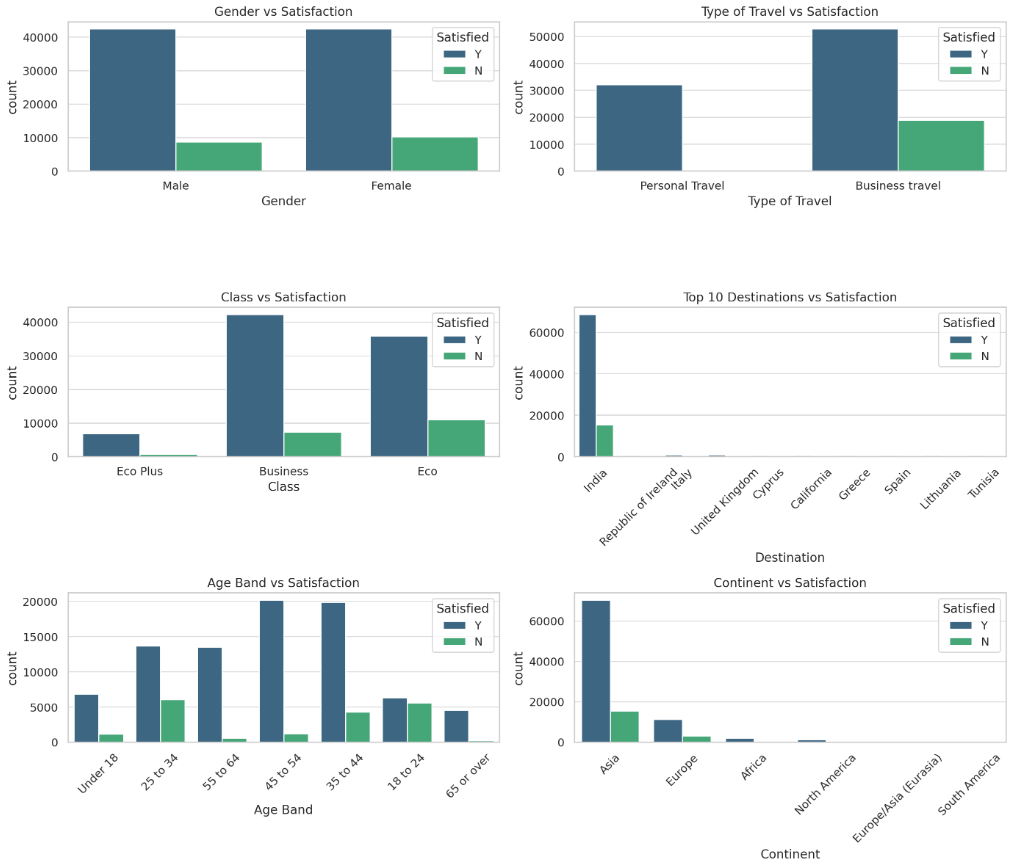 Gender vs Satisfaction
count
40000
30000
20000
10000
0
Satisfied
Y
N
Male
Female
Gender
Type of Travel vs Satisfaction
count
50000
40000
30000
20000
10000
0
Satisfied
Y
N
Personal Travel
Business travel
Type of Travel
Class vs Satisfaction
count
40000
30000
20000
10000
0
Satisfied
Y
N
Eco Plus
Business
Eco
Class
Top 10 Destinations vs Satisfaction
count
60000
40000
20000
0
Satisfied
Y
N
India
Republic of Ireland
Italy
United Kingdom
Cyprus
California
Greece
Spain
Lithuania
Tunisia
Destination
Age Band vs Satisfaction
count
20000
15000
10000
5000
0
Satisfied
Y
N
Under 18
25 to 34
55 to 64
45 to 54
35 to 44
18 to 24
65 or over
Age Band
Continent vs Satisfaction
count
60000
40000
20000
0
Satisfied
Y
N
Asia
Europe
Africa
North America
Europe/Asia (Eurasia)
South America
Continent